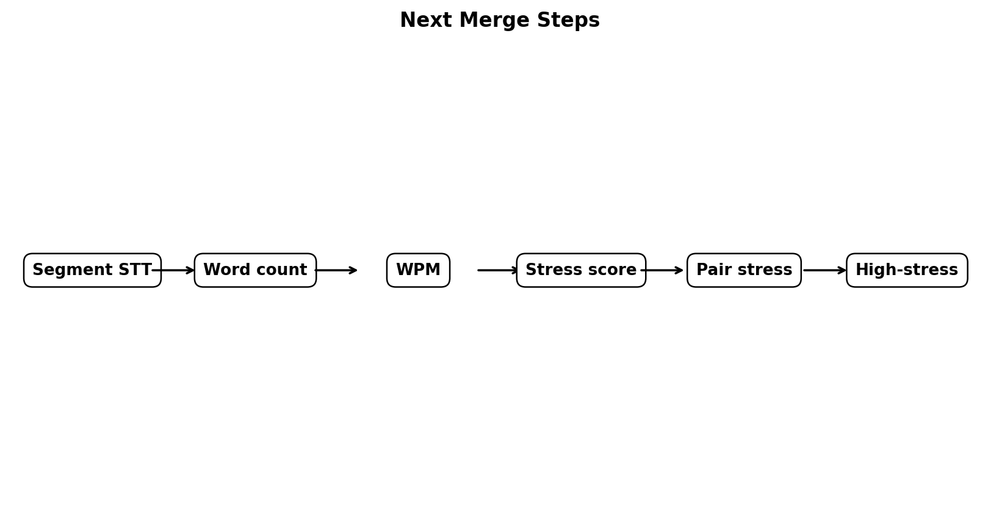 Next Merge Steps
Segment STT
Word count
WPM
Stress score
Pair stress
High-stress